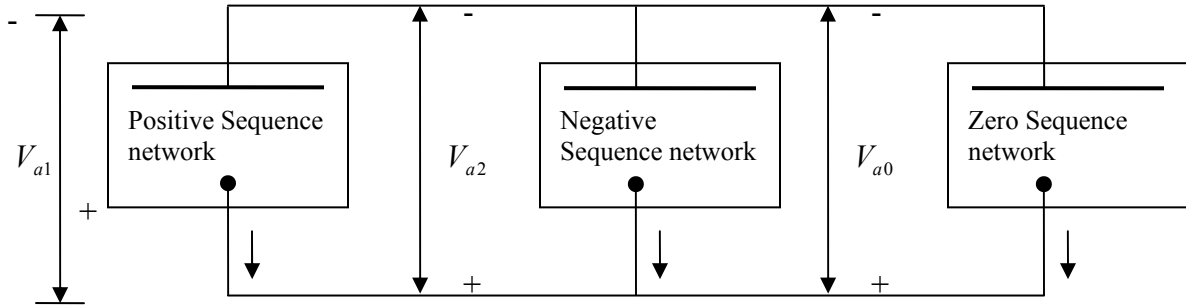 - - -
Positive Sequence
network
Negative
Sequence network
Zero Sequence
network
V_{a1} V_{a2} V_{a0}
+
+ +